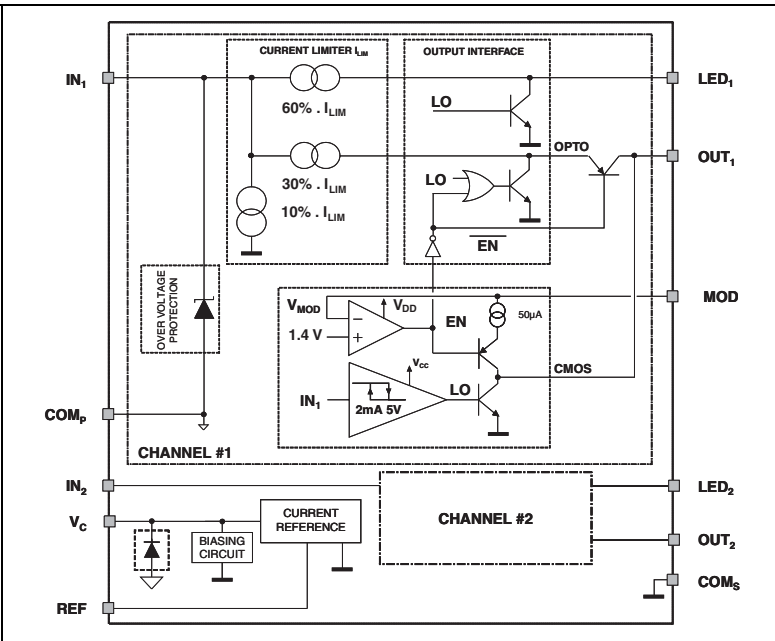 CURRENT LIMITER ILIM
OUTPUT INTERFACE
IN1
LED1
60% . ILIM
LO
OPTO
OUT1
30% . ILIM
LO
10% . ILIM
EN
OVER VOLTAGE
PROTECTION
VMOD
VDD
MOD
50µA
1.4 V
EN
VCC
CMOS
IN1
LO
2mA 5V
COMP
CHANNEL #1
IN2
LED2
VC
CURRENT
REFERENCE
CHANNEL #2
BIASING
CIRCUIT
OUT2
COMS
REF